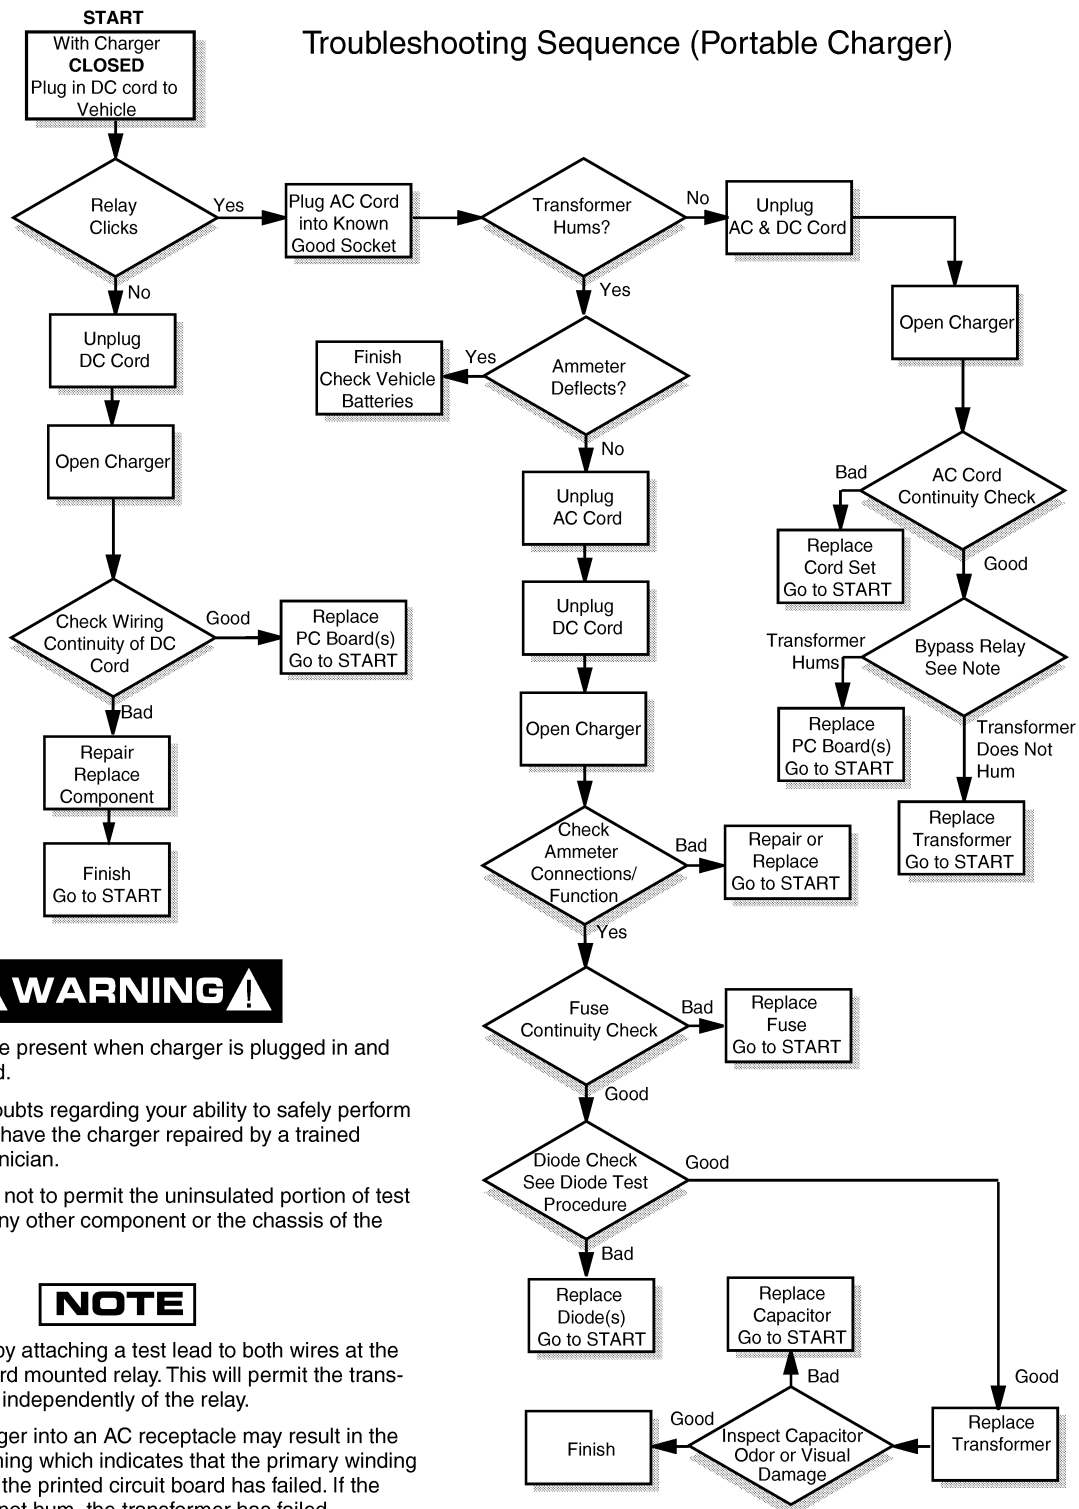 START
Troubleshooting Sequence (Portable Charger)
With Charger
CLOSED
Plug in DC cord to
Vehicle
Relay
Clicks
Yes
Plug AC Cord
into Known
Good Socket
Transformer
Hums?
No
Unplug
AC & DC Cord
No
Yes
Open Charger
Unplug
DC Cord
Finish
Check Vehicle
Batteries
Yes
Ammeter
Deflects?
No
Open Charger
Unplug
AC Cord
Bad
AC Cord
Continuity Check
Replace
Cord Set
Go to START
Good
Unplug
DC Cord
Check Wiring
Continuity of DC
Cord
Good
Replace
PC Board(s)
Go to START
Transformer
Hums
Bypass Relay
See Note
Bad
Open Charger
Replace
PC Board(s)
Go to START
Transformer
Does Not
Hum
Repair
Replace
Component
Replace
Transformer
Go to START
Check
Ammeter
Connections/
Function
Bad
Repair or
Replace
Go to START
Finish
Go to START
Yes
WARNING
Fuse
Continuity Check
Bad
Replace
Fuse
Go to START
e present when charger is plugged in and
d.
Good
oubts regarding your ability to safely perform
have the charger repaired by a trained
nician.
Diode Check
See Diode Test
Procedure
Good
not to permit the uninsulated portion of test
ny other component or the chassis of the
Bad
NOTE
Replace
Diode(s)
Go to START
Replace
Capacitor
Go to START
by attaching a test lead to both wires at the
rd mounted relay. This will permit the trans-
independently of the relay.
Bad
Good
ger into an AC receptacle may result in the
ning which indicates that the primary winding
the printed circuit board has failed. If the
not hum, the transformer has failed.
Finish
Good
Inspect Capacitor
Odor or Visual
Damage
Replace
Transformer